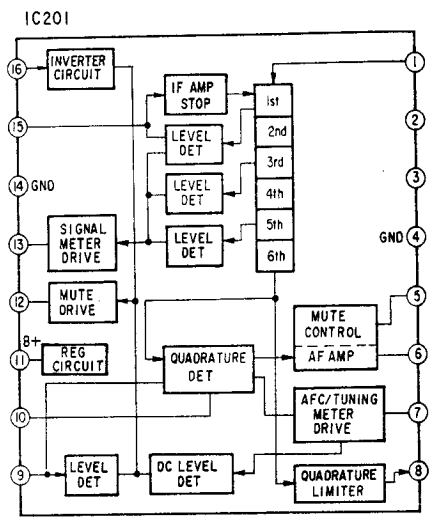 IC201
16
INVERTER
CIRCUIT
IF AMP
STOP
1
1st
15
LEVEL
DET
2nd
2
3rd
LEVEL
DET
3
14 GND
4th
SIGNAL
METER
DRIVE
13
LEVEL
DET
5th
GND 4
6th
12
MUTE
DRIVE
5
MUTE
CONTROL
8+
11
REG
CIRCUIT
QUADRATURE
DET
AF AMP
6
10
AFC/TUNING
METER
DRIVE
7
9
LEVEL
DET
DC LEVEL
DET
QUADRATURE
LIMITER
8